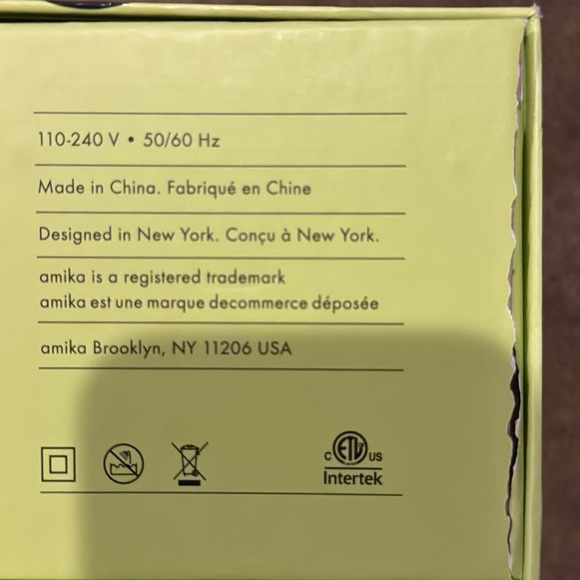 110-240 V • 50/60 Hz
Made in China. Fabriqué en Chine
Designed in New York. Conçu à New York.
amika is a registered trademark
amika est une marque decommerce déposée
amika Brooklyn, NY 11206 USA
C ETL US
Intertek